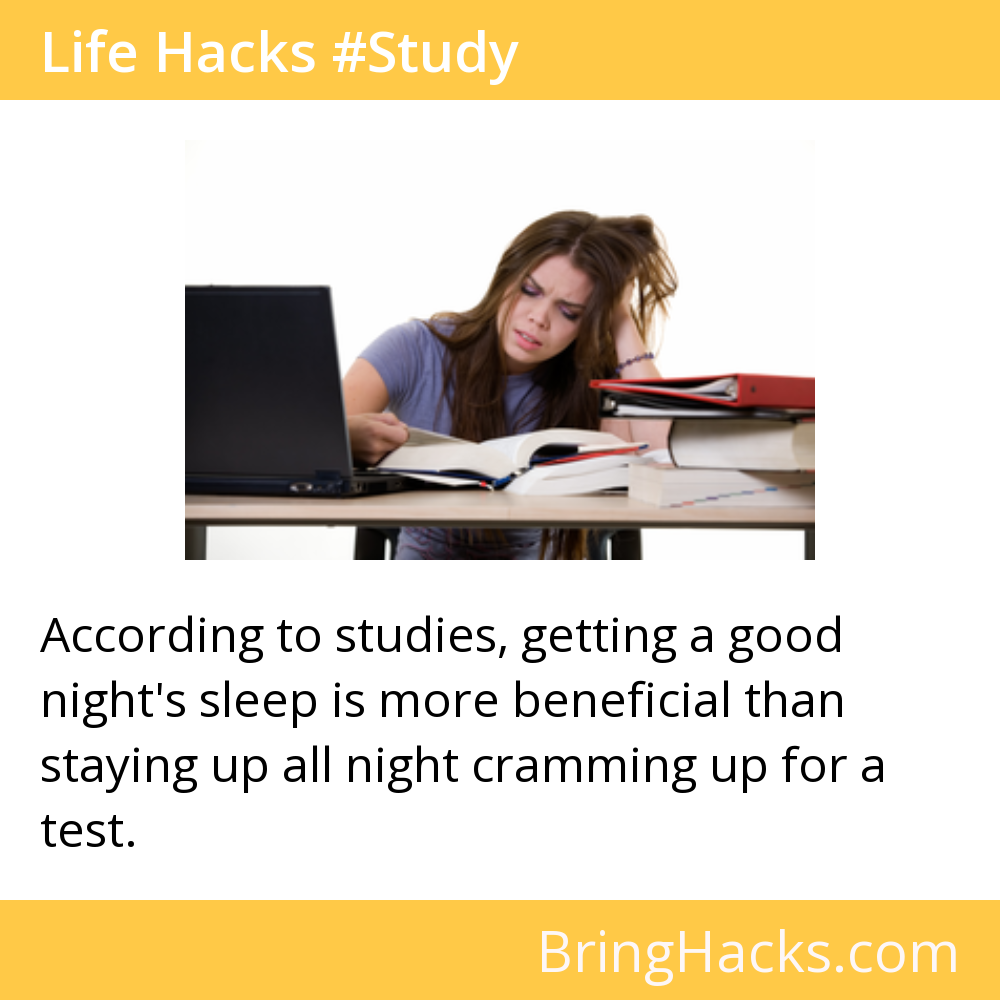 Life Hacks #Study
According to studies, getting a good
night's sleep is more beneficial than
staying up all night cramming up for a
test.
BringHacks.com